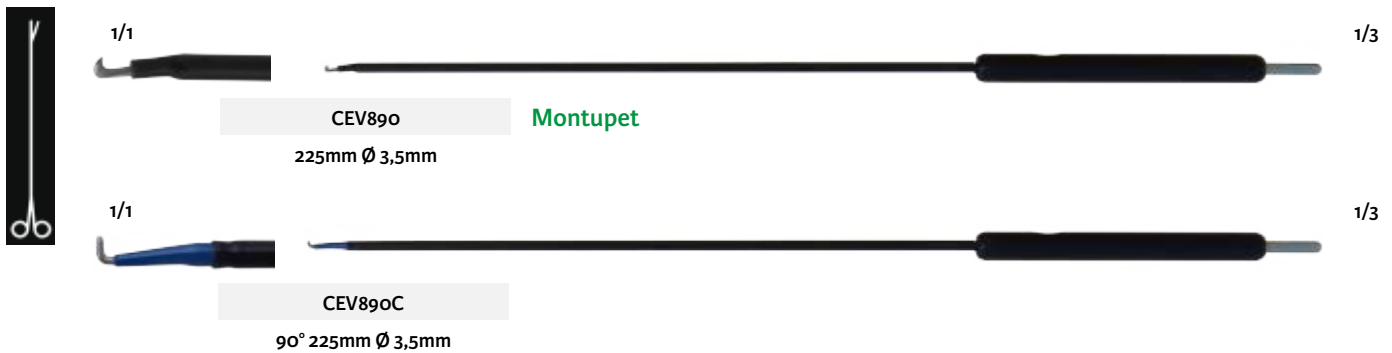 1/1 1/3
CEV890 Montupet
225mm Ø 3,5mm
1/1 1/3
CEV890C
90° 225mm Ø 3,5mm